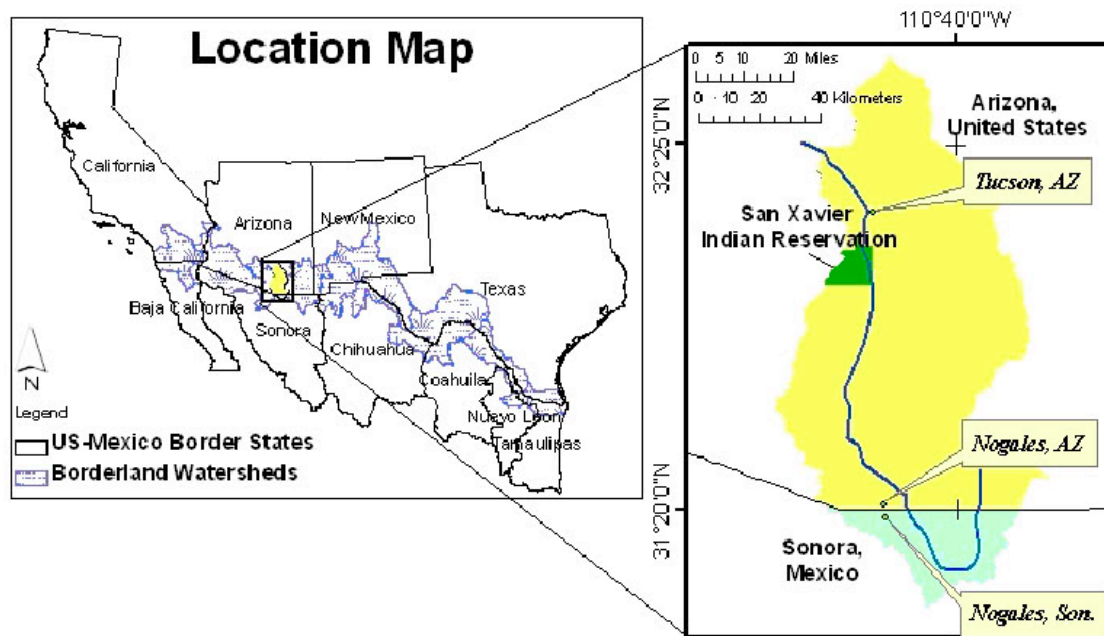 Location Map
California
Arizona
New Mexico
Texas
Baja California
Sonora
Chihuahua
Coahuila
Nuevo Leon
Tamaulipas
N
Legend
US-Mexico Border States
Borderland Watersheds
110°40'0"W
0 5 10 20 Miles
0 10 20 40 Kilometers
Arizona,
United States
32°25'0"N
Tucson, AZ
San Xavier
Indian Reservation
Nogales, AZ
31°20'0"N
Sonora,
Mexico
Nogales, Son.